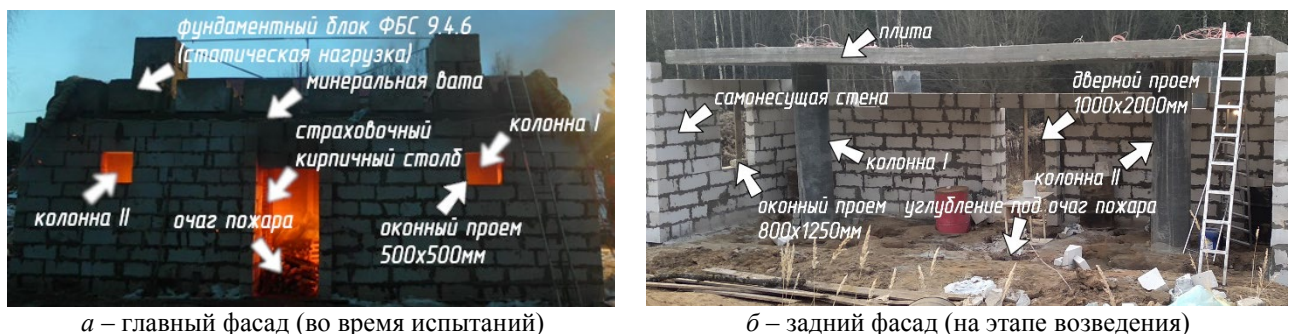 фундаментный блок ФБС 9.4.6
(статическая нагрузка)
минеральная вата
страховочный
кирпичный столб
колонна I
колонна II
очаг пожара
оконный проем
500х500мм
а – главный фасад (во время испытаний)
плита
дверной проем
1000х2000мм
самонесущая стена
колонна I
колонна II
оконный проем
800х1250мм
углубление под очаг пожара
б – задний фасад (на этапе возведения)